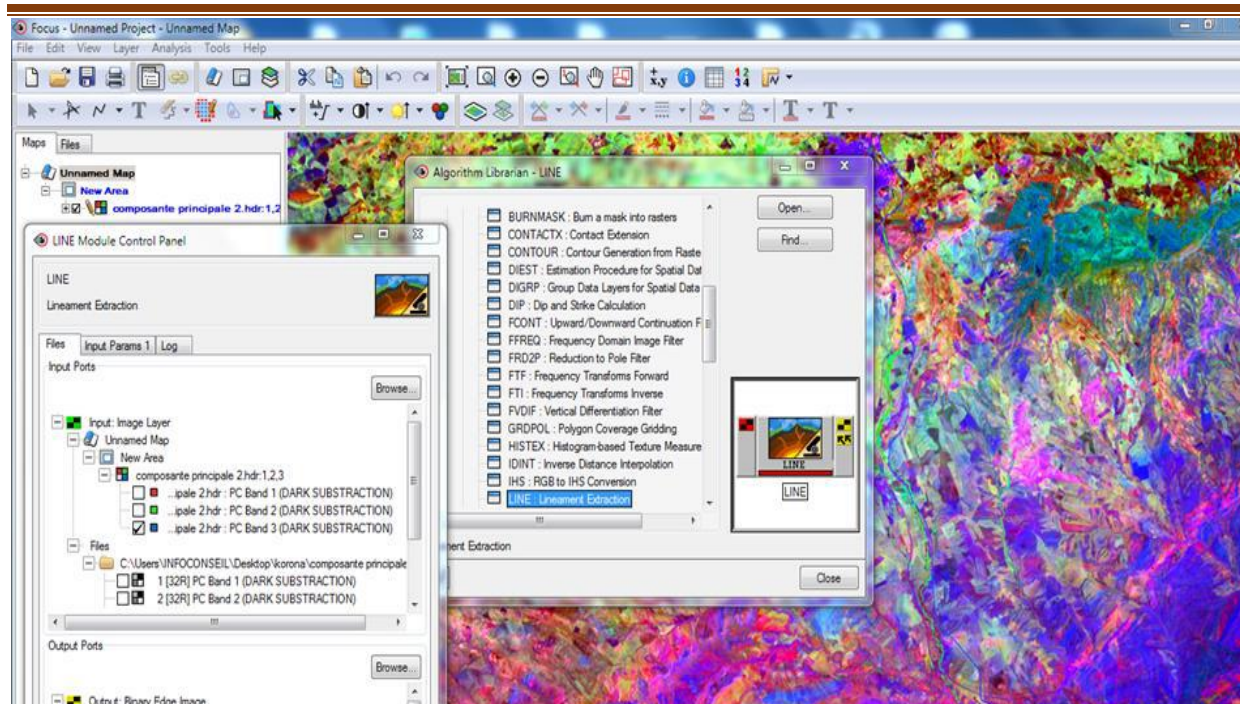 Focus - Unnamed Project - Unnamed Map
File Edit View Layer Analysis Tools Help
Maps Files
Unnamed Map
New Area
composante principale 2.hdr:1,2
LINE Module Control Panel
LINE
Lineament Extraction
Files Input Params 1 Log
Input Ports
Browse...
Input: Image Layer
Unnamed Map
New Area
composante principale 2.hdr:1,2,3
...ipale 2.hdr : PC Band 1 (DARK SUBSTRACTION)
...ipale 2.hdr : PC Band 2 (DARK SUBSTRACTION)
...ipale 2.hdr : PC Band 3 (DARK SUBSTRACTION)
Files
C:\Users\INFOCONSEIL\Desktop\korona\composante principale
1 [32R] PC Band 1 (DARK SUBSTRACTION)
2 [32R] PC Band 2 (DARK SUBSTRACTION)
Output Ports
Browse...
Output: Binary Edge Image
Algorithm Librarian - LINE
BURNMASK : Burn a mask into rasters
CONTACTX : Contact Extension
CONTOUR : Contour Generation from Raste
DIEST : Estimation Procedure for Spatial Dat
DIGRP : Group Data Layers for Spatial Data
DIP : Dip and Strike Calculation
FCONT : Upward/Downward Continuation F
FFREQ : Frequency Domain Image Filter
FRD2P : Reduction to Pole Filter
FTF : Frequency Transforms Forward
FTI : Frequency Transforms Inverse
FVDIF : Vertical Differentiation Filter
GRDPOL : Polygon Coverage Gridding
HISTEX : Histogram-based Texture Measure
IDINT : Inverse Distance Interpolation
IHS : RGB to IHS Conversion
LINE : Lineament Extraction
Open...
Find...
LINE
LINE
ment Extraction
Close